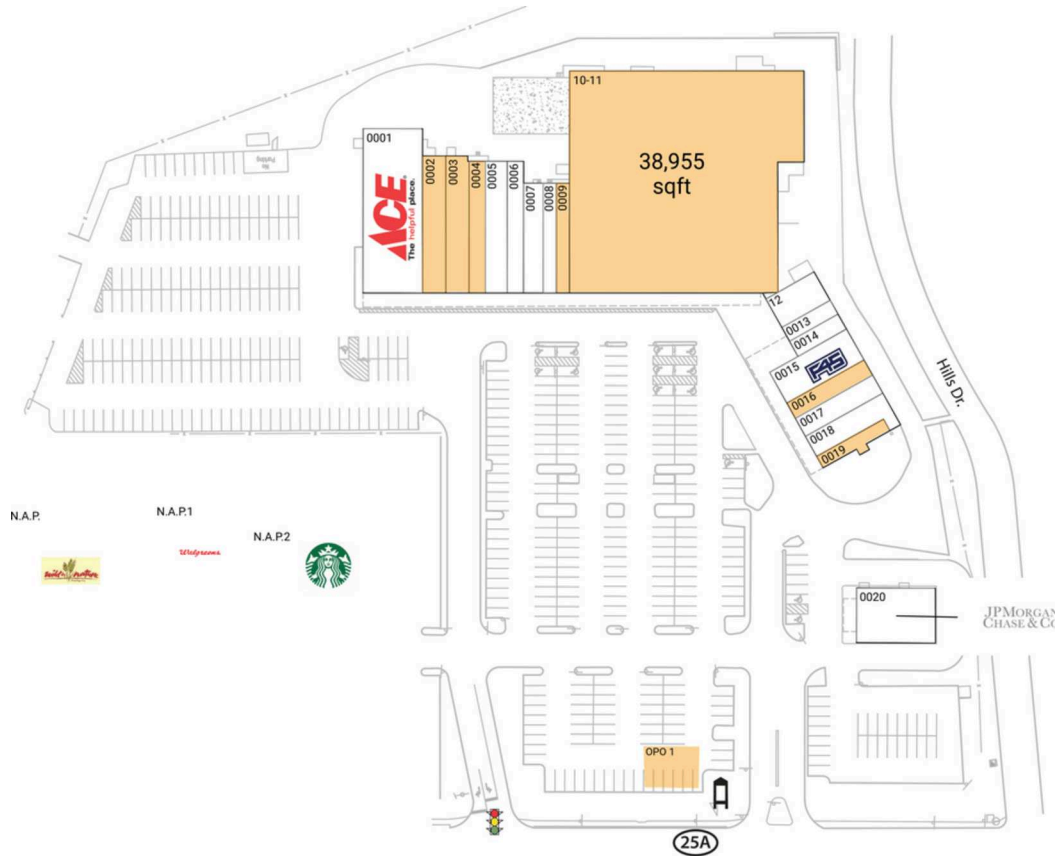 10-11
38,955
sqft
0001
ACE
The helpful place.
0002
0003
0004
0005
0006
0007
0008
0009
No
Parking
12
0013
0014
0015
F45
0016
0017
0018
0019
Hills Dr.
N.A.P.
N.A.P.1
Walgreens
N.A.P.2
0020
JPMORGAN
CHASE & CO
OPO 1
25A